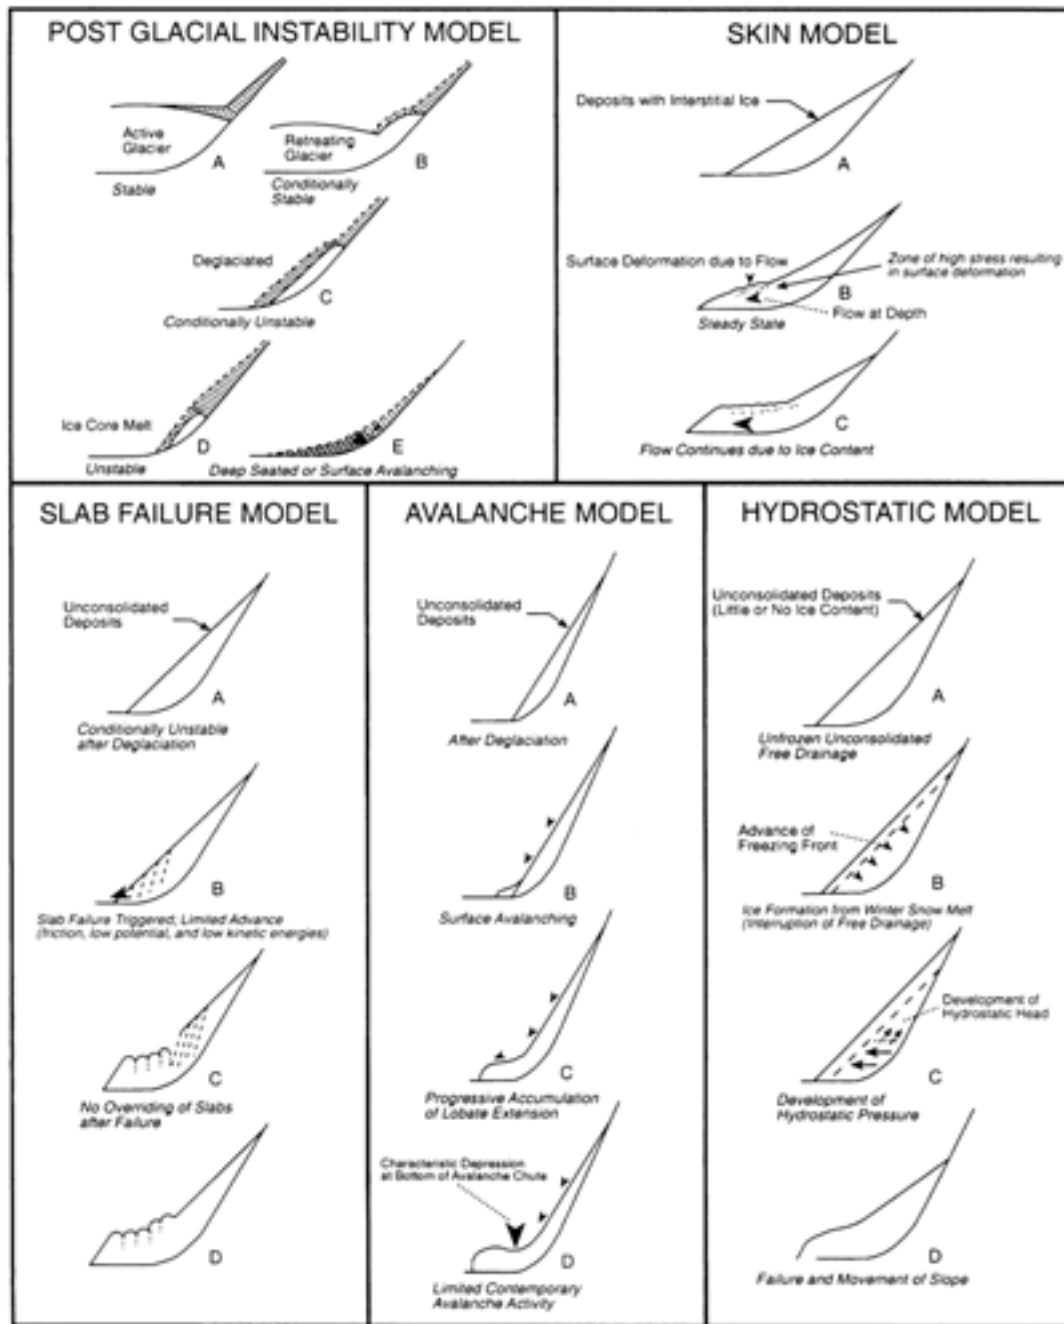 POST GLACIAL INSTABILITY MODEL
Active
Glacier
A
Stable
Retreating
Glacier
B
Conditionally
Stable
Deglaciated
C
Conditionally Unstable
Ice Core Melt
D
Unstable
E
Deep Seated or Surface Avalanching
SKIN MODEL
Deposits with Interstitial Ice
A
Surface Deformation due to Flow
Zone of high stress resulting
in surface deformation
B
Flow at Depth
Steady State
C
Flow Continues due to Ice Content
SLAB FAILURE MODEL
Unconsolidated
Deposits
A
Conditionally Unstable
after Deglaciation
B
Slab Failure Triggered; Limited Advance
(friction, low potential, and low kinetic energies)
C
No Overriding of Slabs
after Failure
D
AVALANCHE MODEL
Unconsolidated
Deposits
A
After Deglaciation
B
Surface Avalanching
C
Progressive Accumulation
of Lobate Extension
Characteristic Depression
at Bottom of Avalanche Chute
D
Limited Contemporary
Avalanche Activity
HYDROSTATIC MODEL
Unconsolidated Deposits
(Little or No Ice Content)
A
Unfrozen Unconsolidated
Free Drainage
Advance of
Freezing Front
B
Ice Formation from Winter Snow Melt
(Interruption of Free Drainage)
Development of
Hydrostatic Head
C
Development of
Hydrostatic Pressure
D
Failure and Movement of Slope